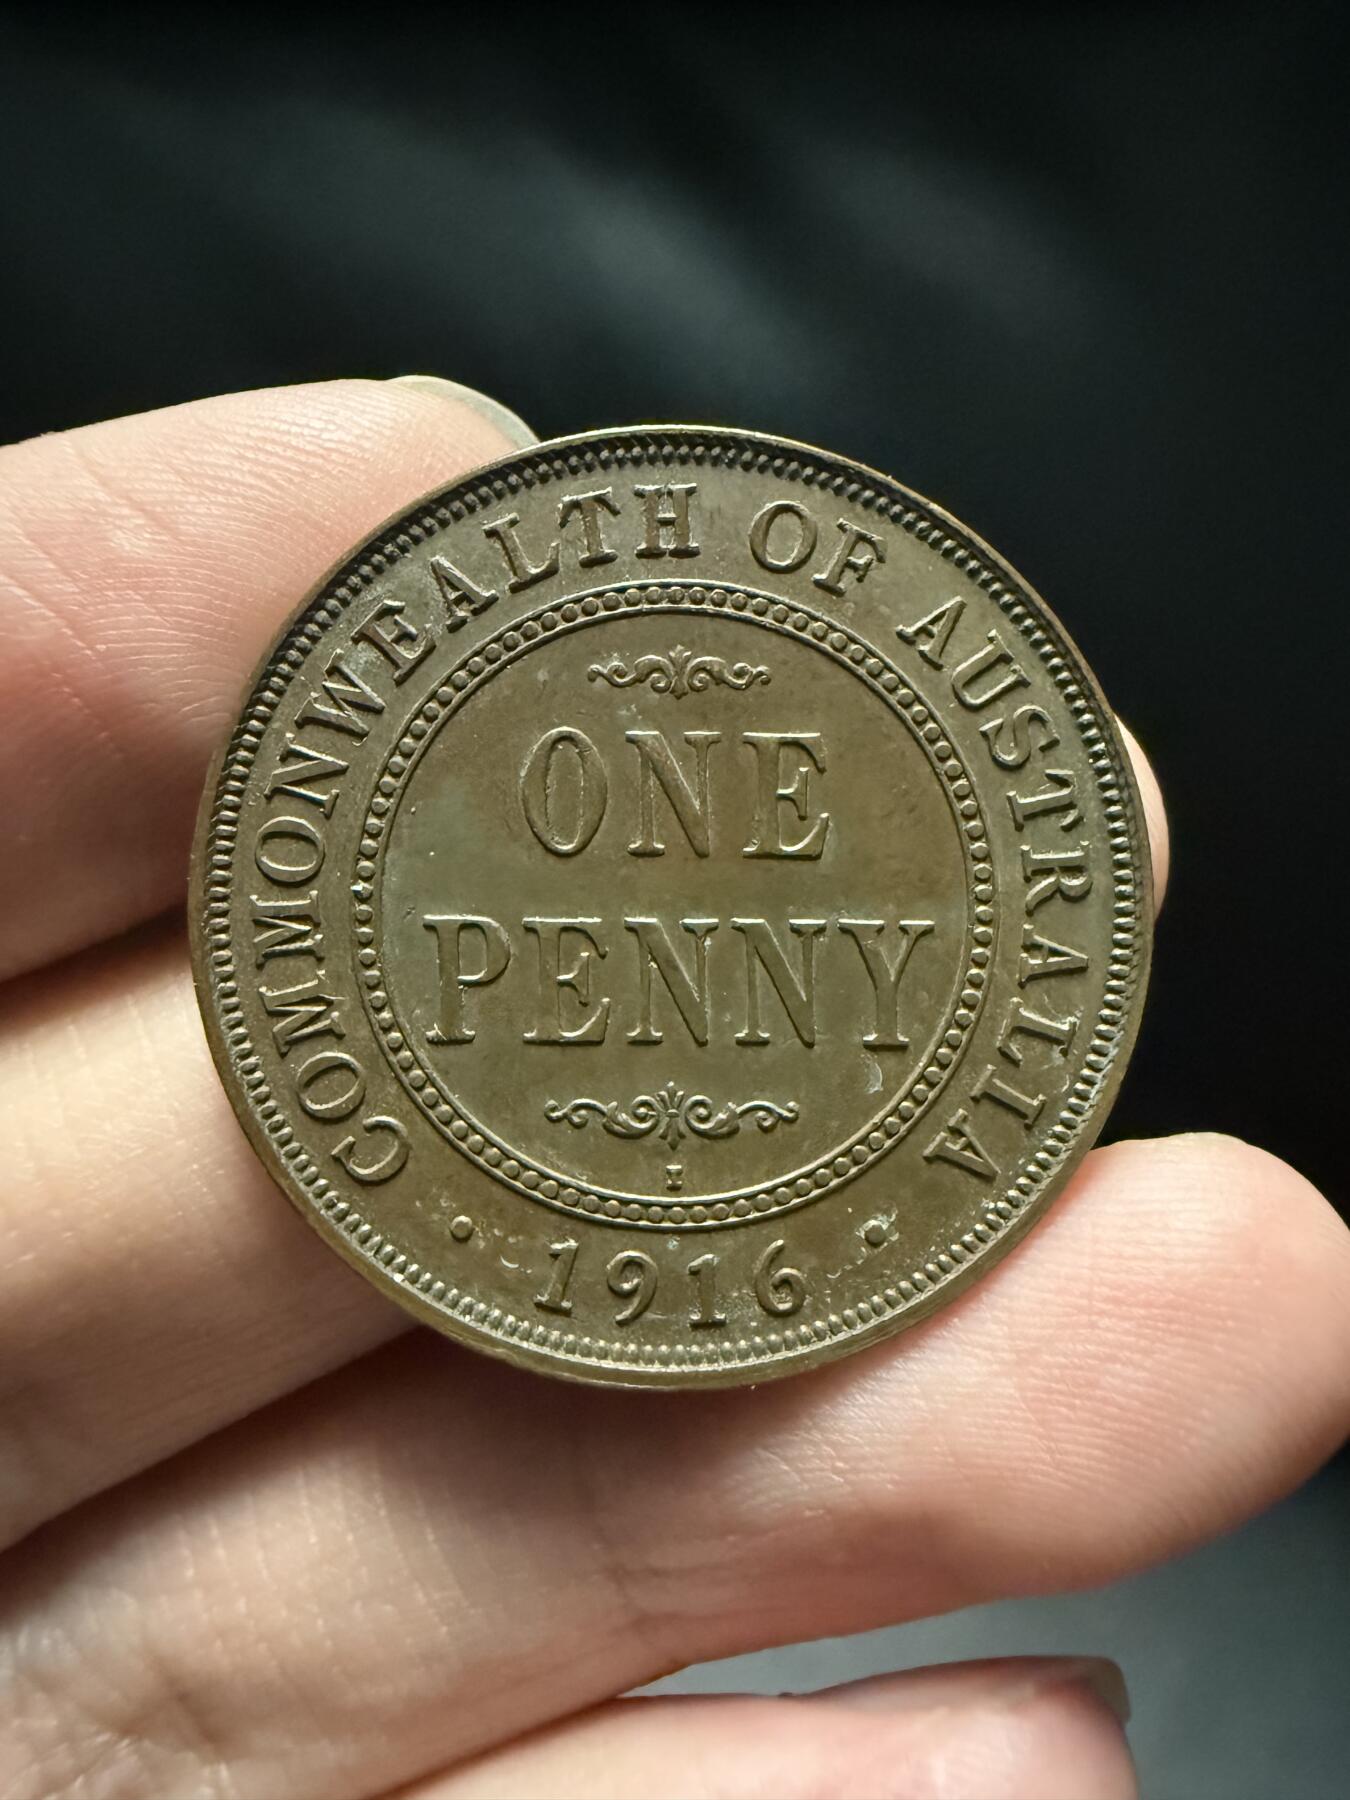 COMMONWEALTH OF AUSTRALIA
ONE
PENNY
I
· 1916 ·